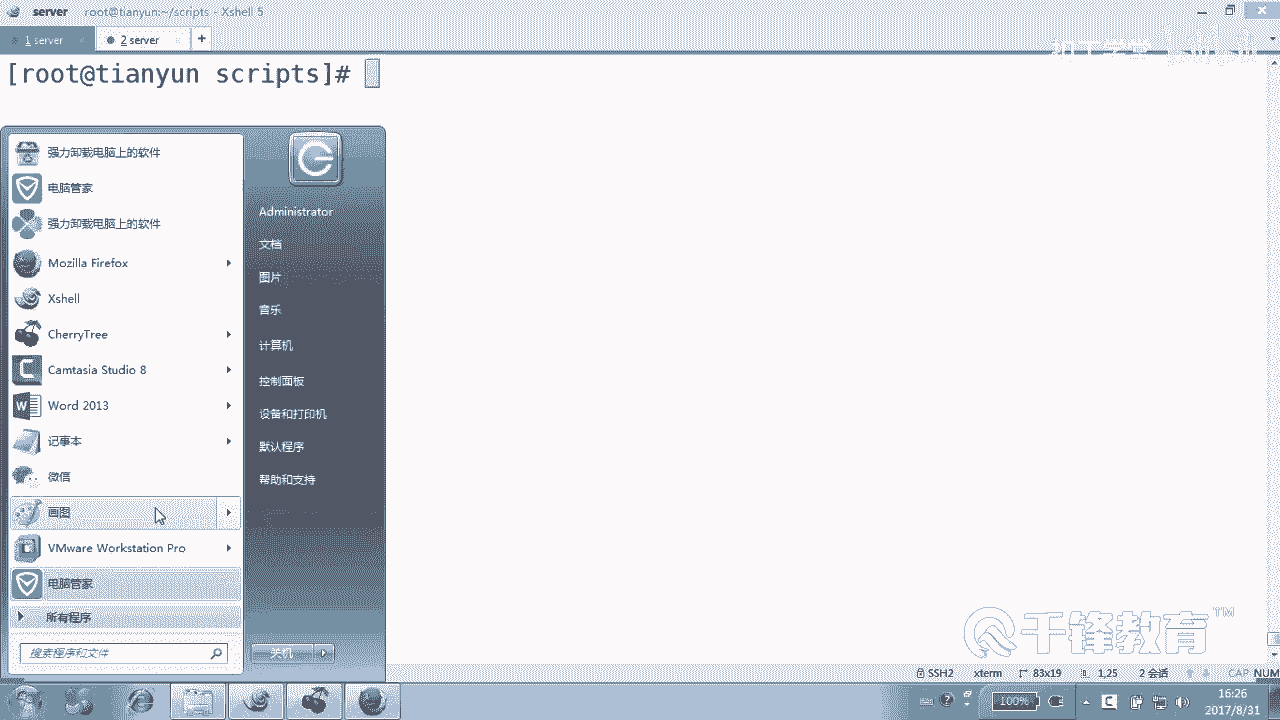 server root@tianyun:~/scripts - Xshell 5
1 server
2 server
+
[root@tianyun scripts]#
强力卸载电脑上的软件
电脑管家
强力卸载电脑上的软件
Mozilla Firefox
Xshell
CherryTree
Camtasia Studio 8
Word 2013
记事本
微信
画图
VMware Workstation Pro
电脑管家
所有程序
搜索程序和文件
Administrator
文档
图片
音乐
计算机
控制面板
设备和打印机
默认程序
帮助和支持
关机
千锋教育™
SSH2 xterm 83x19 1,25 2 会话 CAP NUM
100%
16:26
2017/8/31